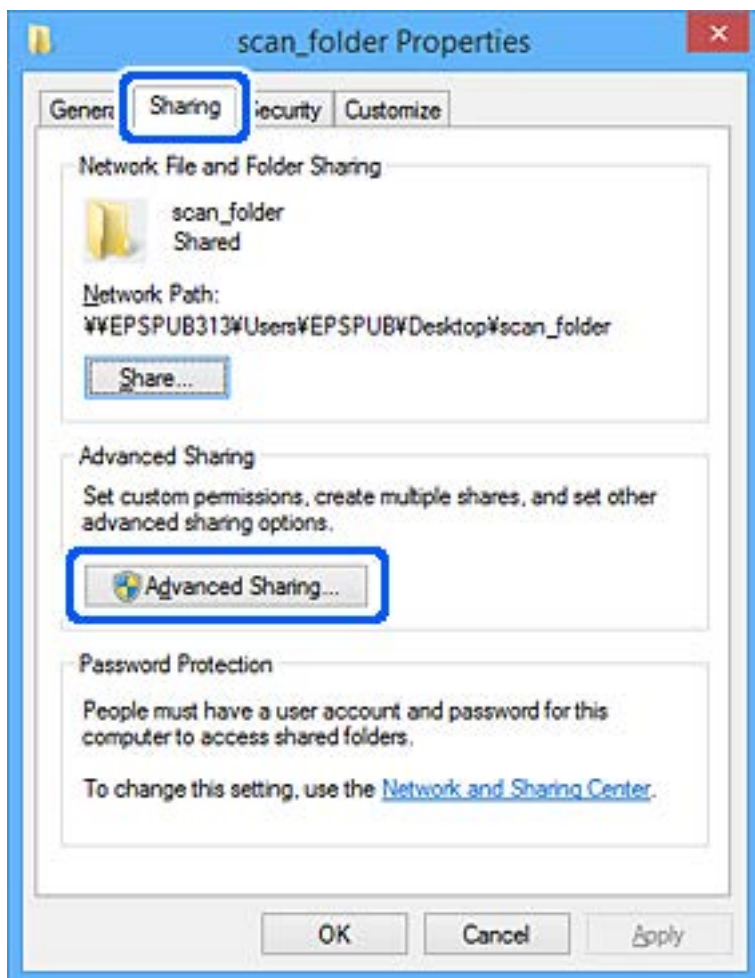 scan_folder Properties
General Sharing Security Customize
Network File and Folder Sharing
scan_folder
Shared
Network Path:
¥¥EPSPUB313¥Users¥EPSPUB¥Desktop¥scan_folder
Share...
Advanced Sharing
Set custom permissions, create multiple shares, and set other
advanced sharing options.
Advanced Sharing...
Password Protection
People must have a user account and password for this
computer to access shared folders.
To change this setting, use the Network and Sharing Center.
OK Cancel Apply